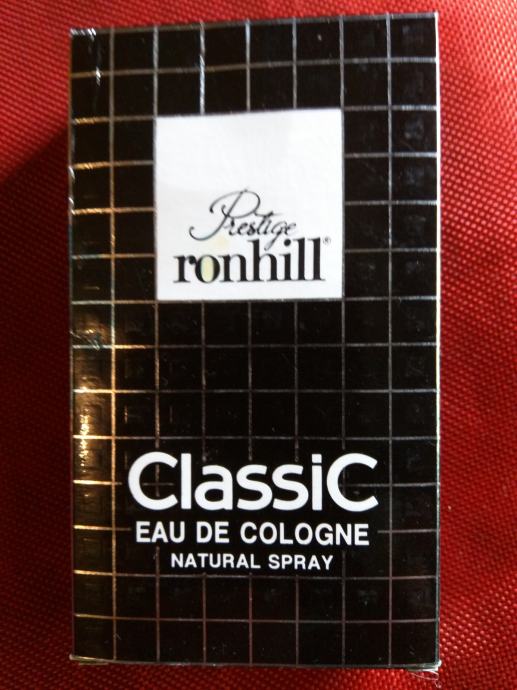 Prestige
ronhill®
ClassiC
EAU DE COLOGNE
NATURAL SPRAY